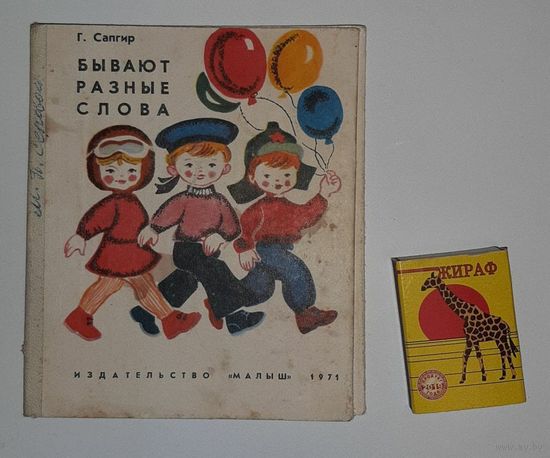 Г. Сапгир
БЫВАЮТ
РАЗНЫЕ
СЛОВА
ИЗДАТЕЛЬСТВО «МАЛЫШ» 1971
ЖИРАФ